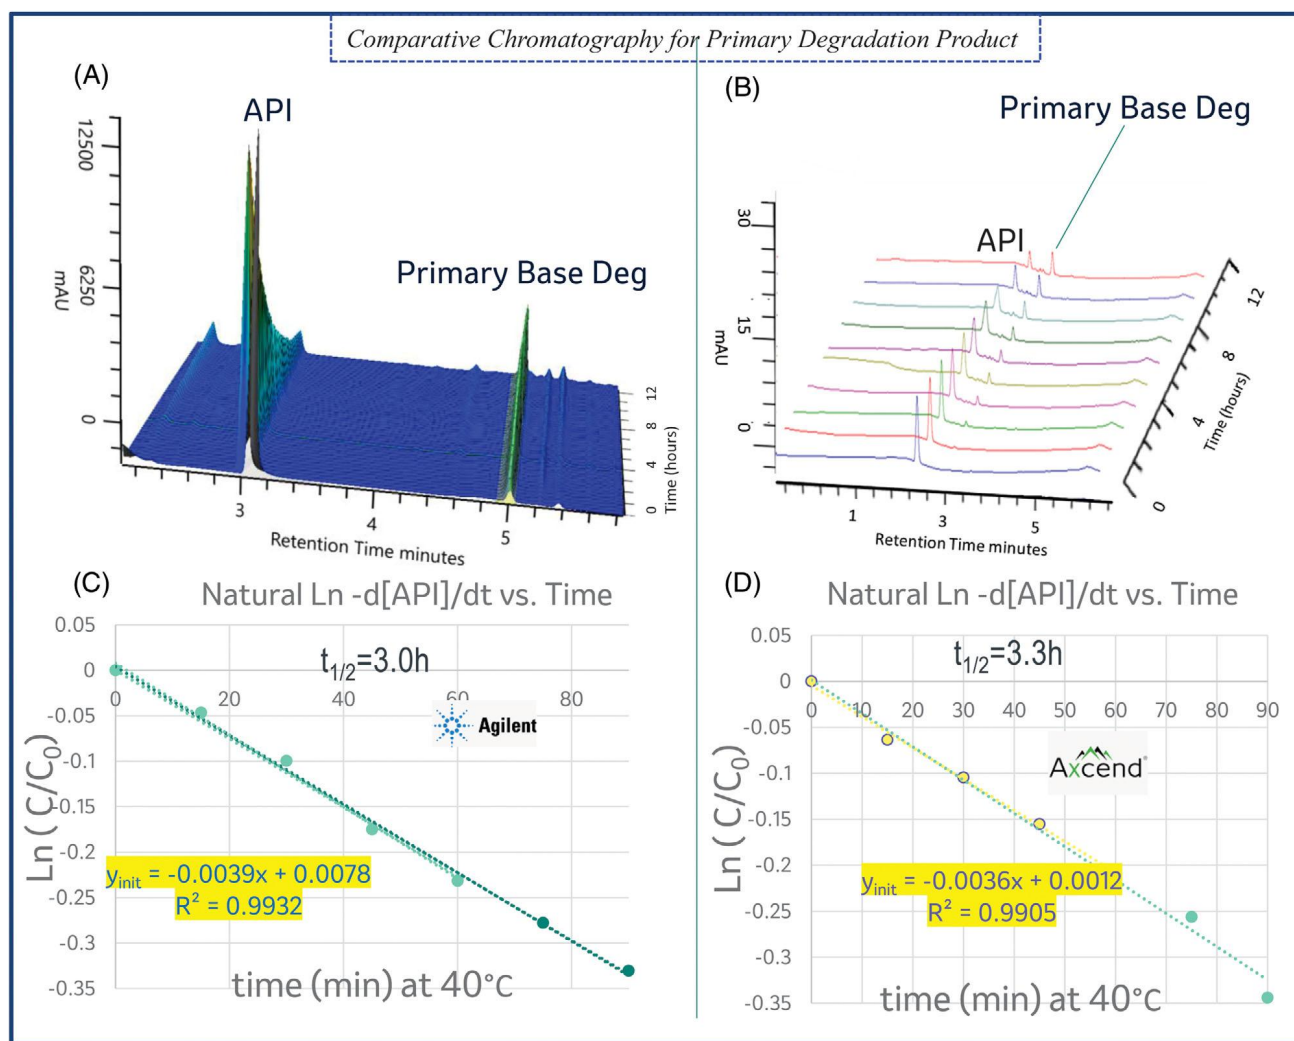 Comparative Chromatography for Primary Degradation Product
(A)
API
Primary Base Deg
12500
6250
0
mAU
3
4
5
Retention Time minutes
0
4
8
12
Time (hours)
(B)
Primary Base Deg
API
30
15
0
mAU
1
3
5
Retention Time minutes
0
4
8
12
Time (hours)
(C)
Natural Ln -d[API]/dt vs. Time
t1/2=3.0h
0.05
0
-0.05
-0.1
-0.15
-0.2
-0.25
-0.3
-0.35
0
20
40
60
80
Agilent
Ln ( C/C0)
yinit = -0.0039x + 0.0078
R² = 0.9932
time (min) at 40°C
(D)
Natural Ln -d[API]/dt vs. Time
t1/2=3.3h
0.05
0
-0.05
-0.1
-0.15
-0.2
-0.25
-0.3
-0.35
0
10
20
30
40
50
60
70
80
90
Axcend®
Ln ( C/C0)
yinit = -0.0036x + 0.0012
R² = 0.9905
time (min) at 40°C